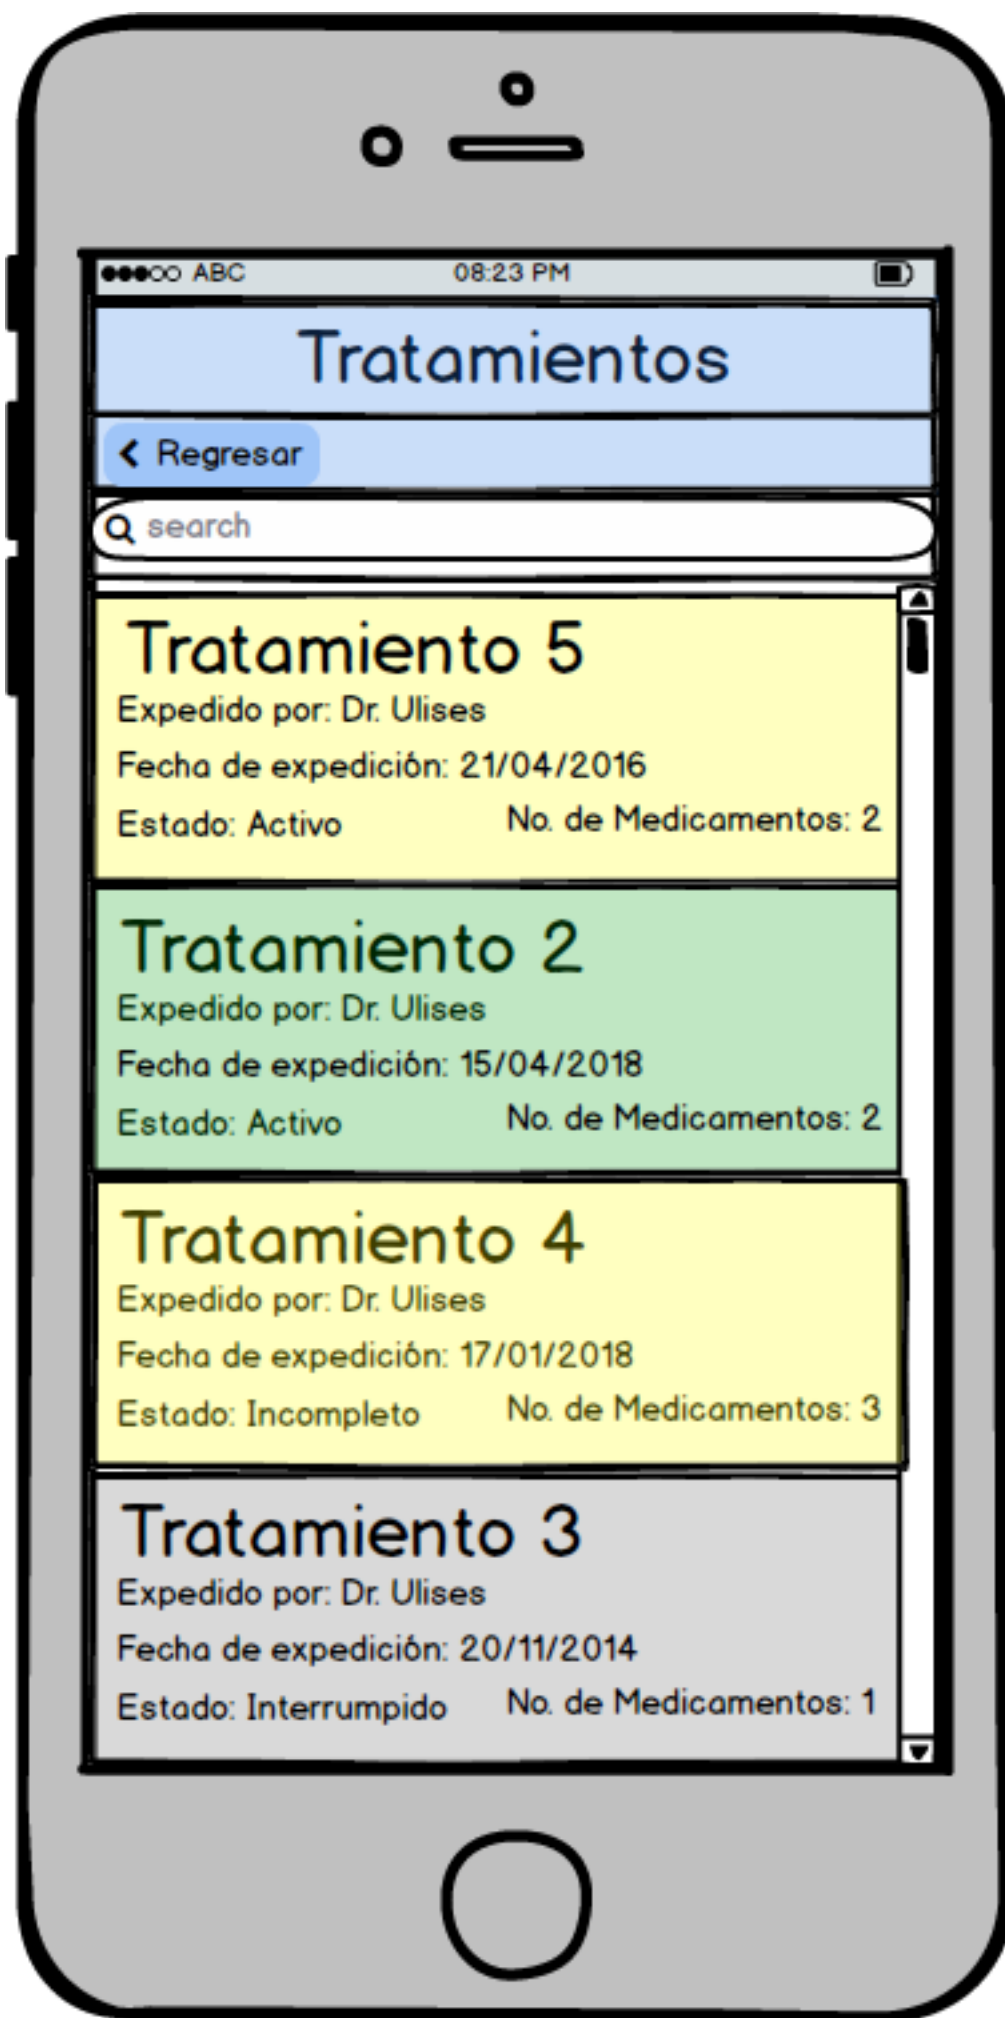 ABC 08:23 PM
Tratamientos
Regresar
search
Tratamiento 5
Expedido por: Dr. Ulises
Fecha de expedición: 21/04/2016
Estado: Activo No. de Medicamentos: 2
Tratamiento 2
Expedido por: Dr. Ulises
Fecha de expedición: 15/04/2018
Estado: Activo No. de Medicamentos: 2
Tratamiento 4
Expedido por: Dr. Ulises
Fecha de expedición: 17/01/2018
Estado: Incompleto No. de Medicamentos: 3
Tratamiento 3
Expedido por: Dr. Ulises
Fecha de expedición: 20/11/2014
Estado: Interrumpido No. de Medicamentos: 1